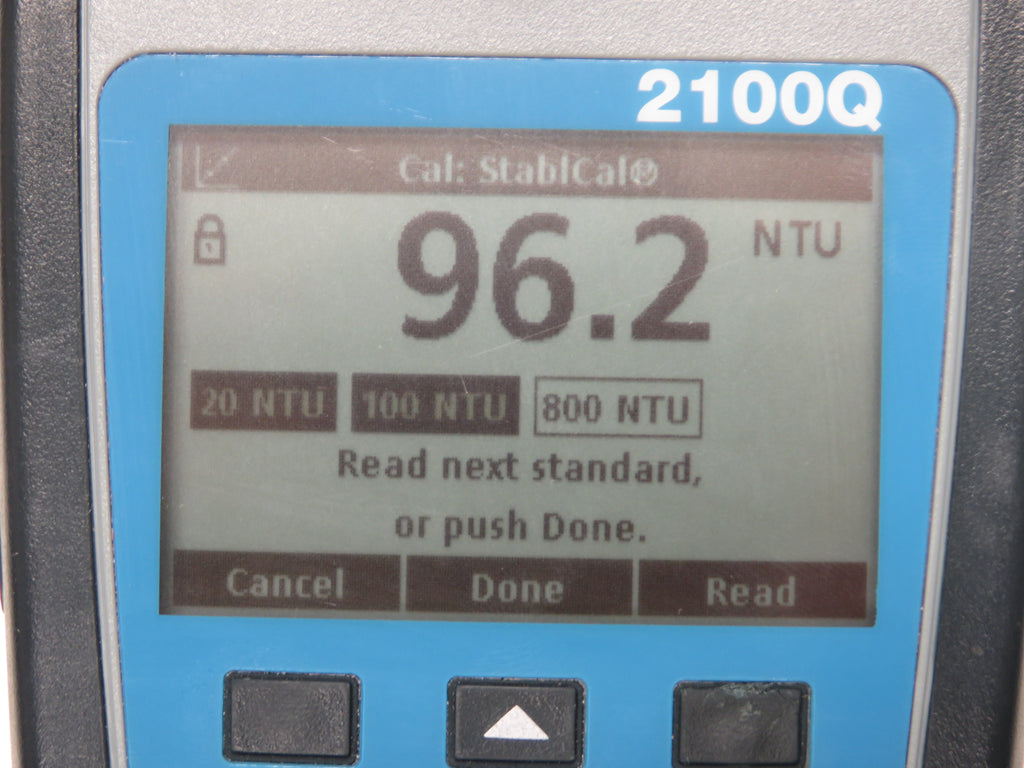 2100Q
Cal: StablCal®
96.2 NTU
20 NTU 100 NTU 800 NTU
Read next standard,
or push Done.
Cancel Done Read